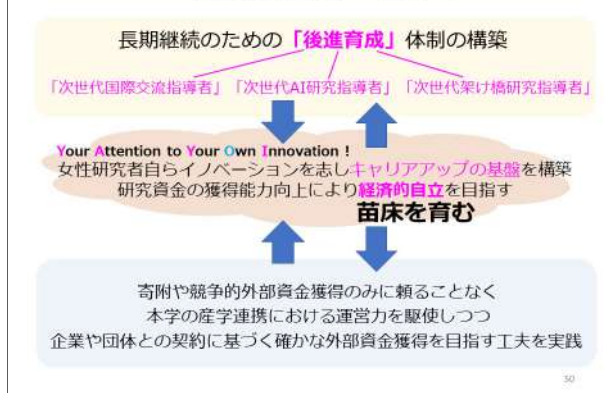 長期継続のための「後進育成」体制の構築
「次世代国際交流指導者」「次世代AI研究指導者」「次世代架け橋研究指導者」
Your Attention to Your Own Innovation !
女性研究者自らイノベーションを志しキャリアアップの基盤を構築
研究資金の獲得能力向上により経済的自立を目指す
苗床を育む
寄附や競争的外部資金獲得のみに頼ることなく
本学の産学連携における運営力を駆使しつつ
企業や団体との契約に基づく確かな外部資金獲得を目指す工夫を実践